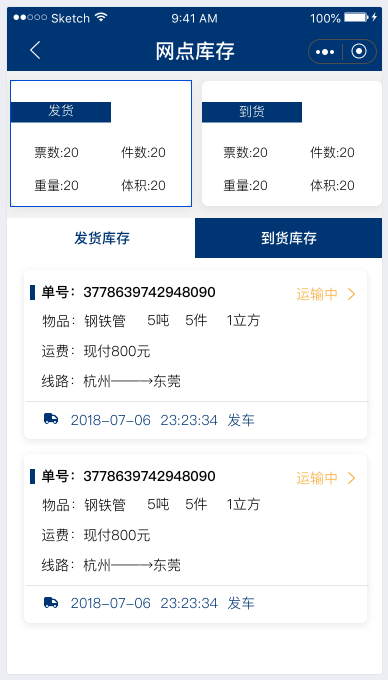 Sketch 9:41 AM 100%
网点库存
发货 到货
票数:20 件数:20 票数:20 件数:20
重量:20 体积:20 重量:20 体积:20
发货库存 到货库存
单号：3778639742948090 运输中
物品：钢铁管 5吨 5件 1立方
运费：现付800元
线路：杭州——→东莞
2018-07-06 23:23:34 发车
单号：3778639742948090 运输中
物品：钢铁管 5吨 5件 1立方
运费：现付800元
线路：杭州——→东莞
2018-07-06 23:23:34 发车